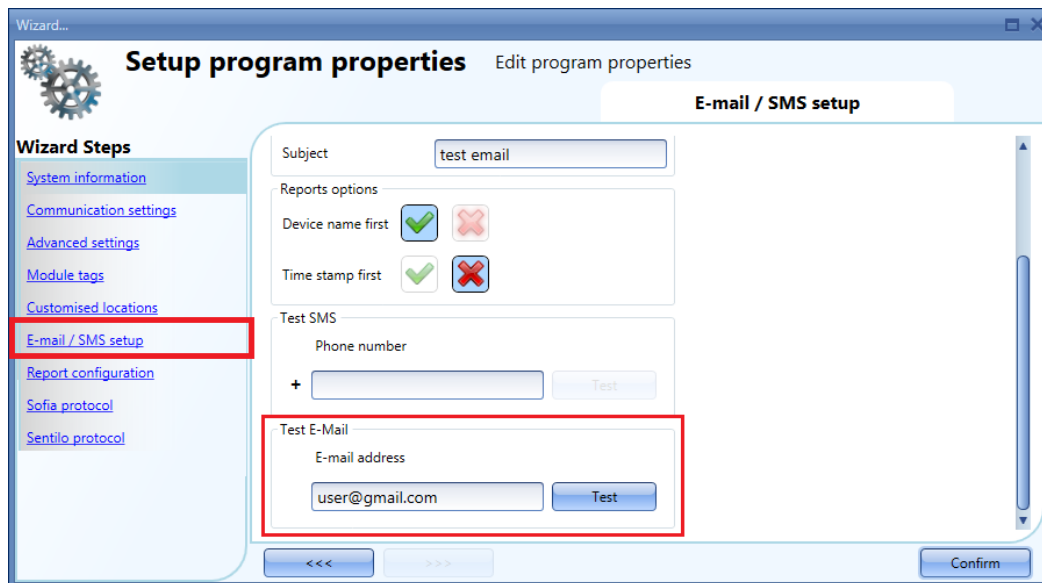 Wizard...
Setup program properties Edit program properties
E-mail / SMS setup
Wizard Steps
System information
Communication settings
Advanced settings
Module tags
Customised locations
E-mail / SMS setup
Report configuration
Sofia protocol
Sentilo protocol
Subject test email
Reports options
Device name first
Time stamp first
Test SMS
Phone number
+ Test
Test E-Mail
E-mail address
user@gmail.com Test
<<< >>> Confirm